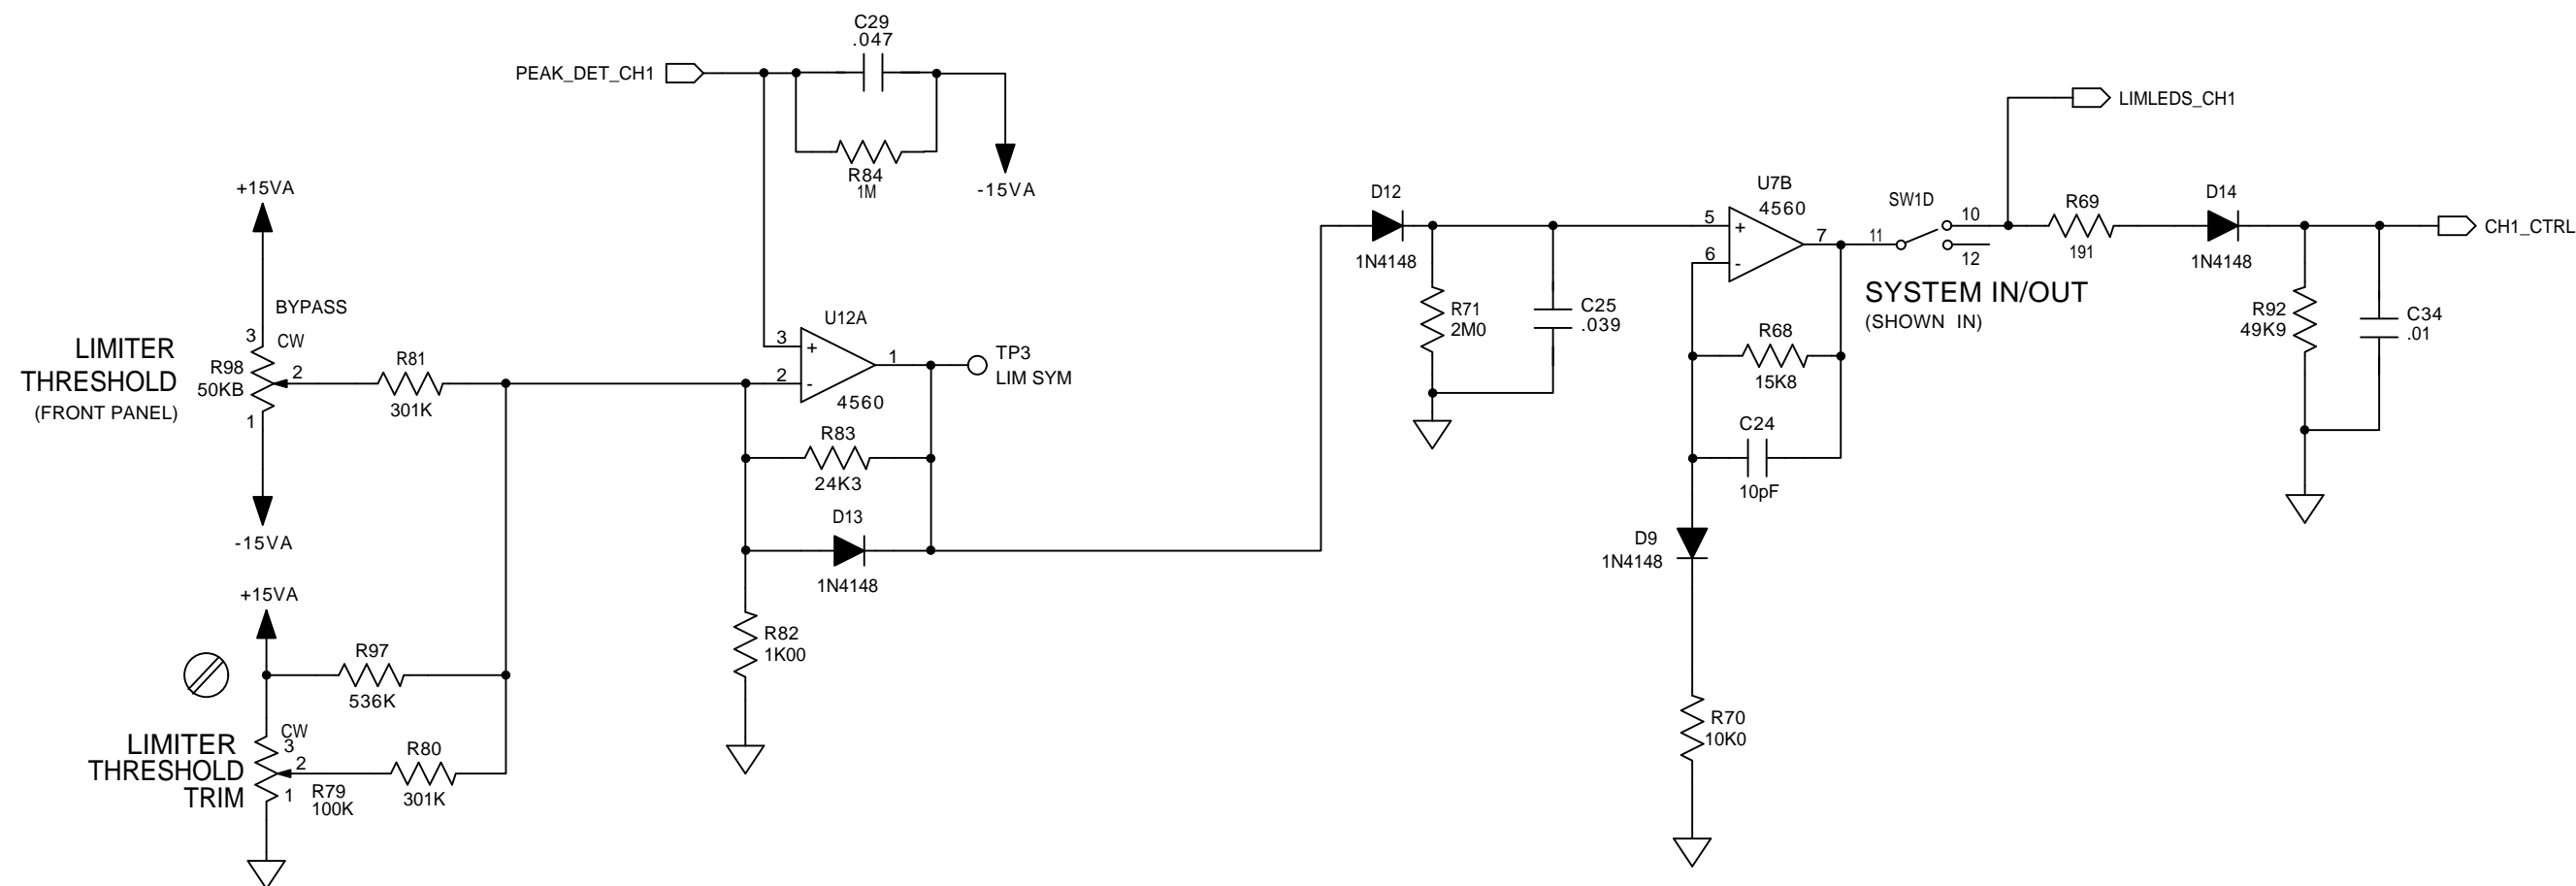 C29
.047
PEAK_DET_CH1
R84
1M
-15VA
+15VA
BYPASS
3
CW
LIMITER
THRESHOLD
(FRONT PANEL)
R98
50KB
2
1
-15VA
R81
301K
U12A
3
+
2
-
1
4560
TP3
LIM SYM
R83
24K3
D13
1N4148
R82
1K00
+15VA
R97
536K
CW
3
LIMITER
THRESHOLD
TRIM
2
1
R79
100K
R80
301K
D12
1N4148
R71
2M0
C25
.039
U7B
4560
5
+
6
-
7
R68
15K8
C24
10pF
D9
1N4148
R70
10K0
SW1D
11
10
12
SYSTEM IN/OUT
(SHOWN IN)
LIMLEDS_CH1
R69
191
D14
1N4148
CH1_CTRL
R92
49K9
C34
.01